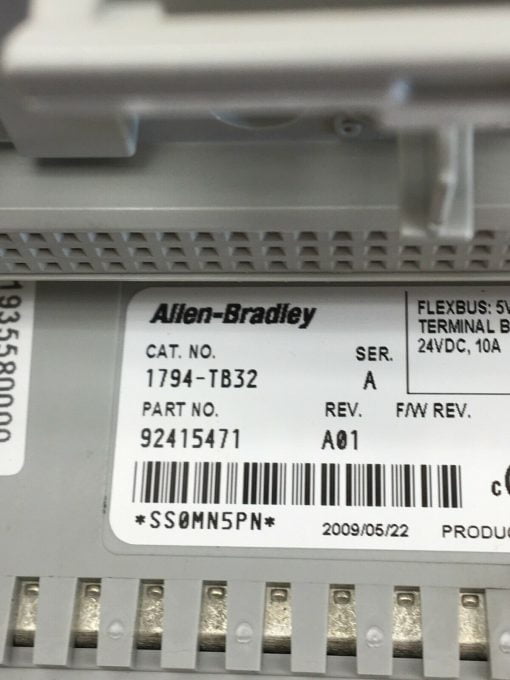 Allen-Bradley
CAT. NO. SER.
1794-TB32 A
PART NO. REV. F/W REV.
92415471 A01
*SS0MN5PN* 2009/05/22 PRODUC
FLEXBUS: 5V
TERMINAL B
24VDC, 10A
1935580000